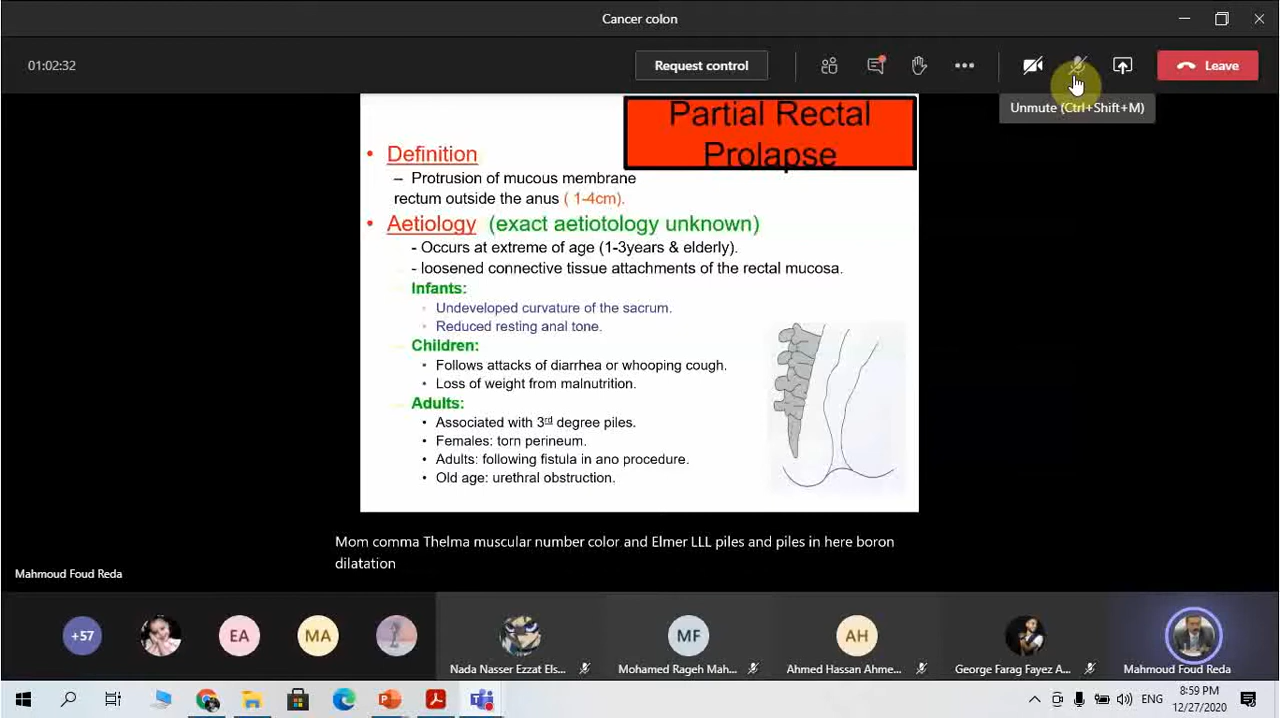 Cancer colon
01:02:32
Request control
Leave
Unmute (Ctrl+Shift+M)
Partial Rectal
Prolapse
• Definition
– Protrusion of mucous membrane
rectum outside the anus ( 1-4cm).
• Aetiology (exact aetiotology unknown)
- Occurs at extreme of age (1-3years & elderly).
- loosened connective tissue attachments of the rectal mucosa.
Infants:
• Undeveloped curvature of the sacrum.
• Reduced resting anal tone.
Children:
• Follows attacks of diarrhea or whooping cough.
• Loss of weight from malnutrition.
Adults:
• Associated with 3rd degree piles.
• Females: torn perineum.
• Adults: following fistula in ano procedure.
• Old age: urethral obstruction.
Mom comma Thelma muscular number color and Elmer LLL piles and piles in here boron
dilatation
Mahmoud Foud Reda
+57
EA
MA
MF
AH
Nada Nasser Ezzat Els...
Mohamed Rageh Mah...
Ahmed Hassan Ahme...
George Farag Fayez A...
Mahmoud Foud Reda
ENG
8:59 PM
12/27/2020